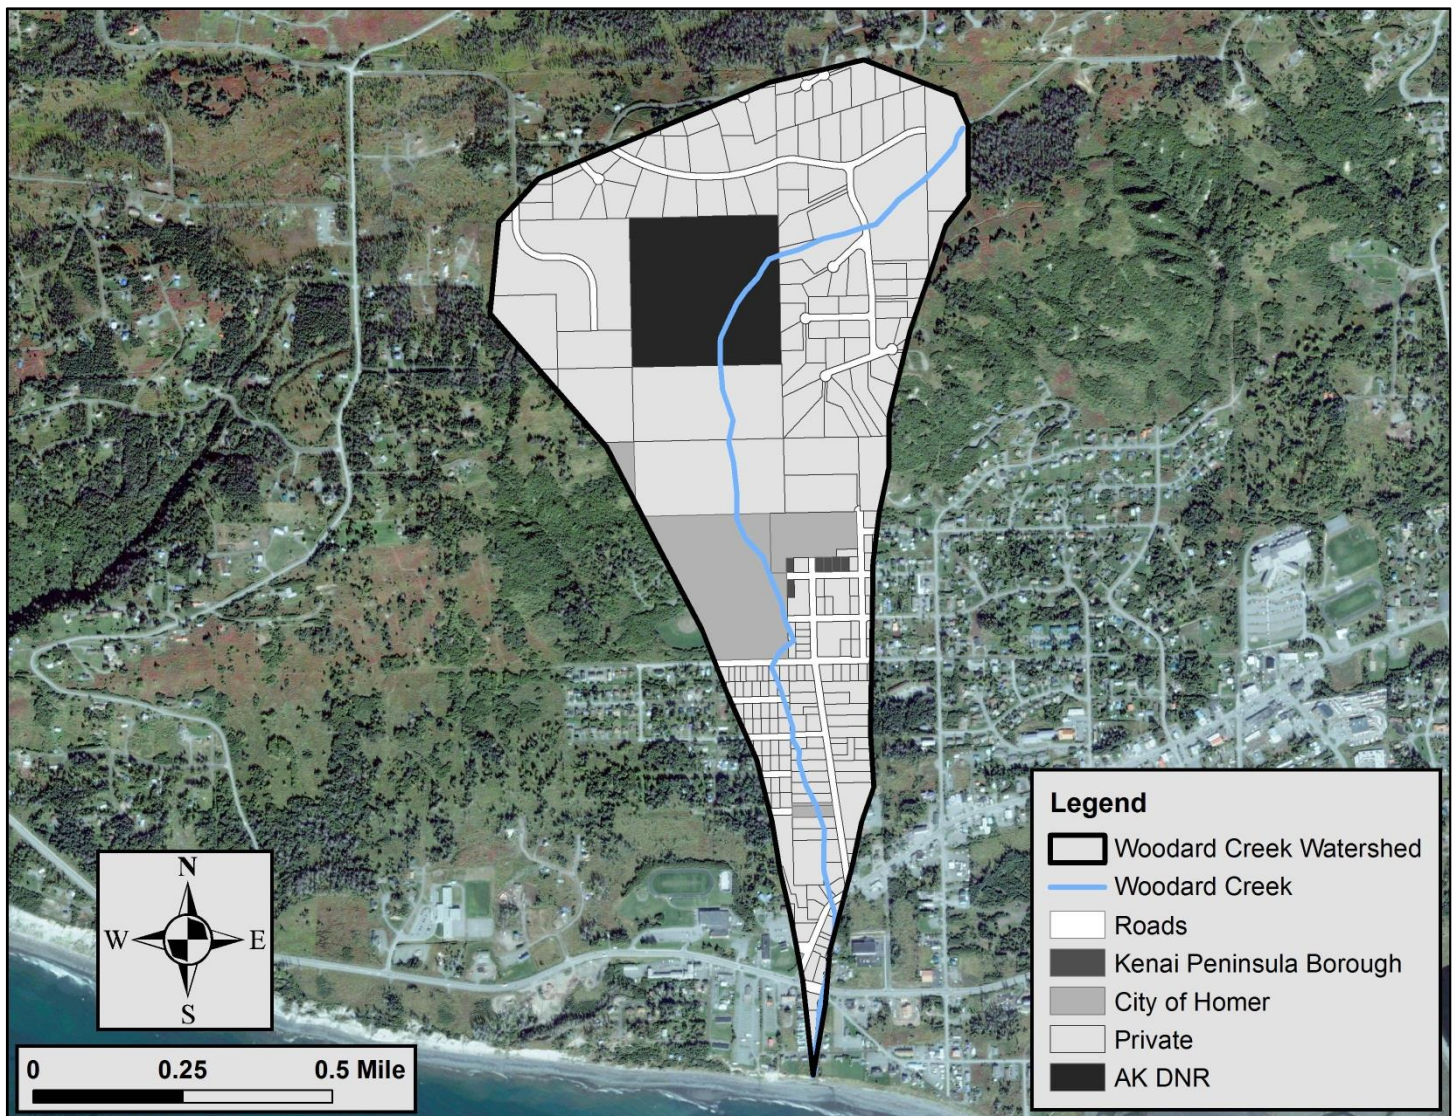 Legend
Woodard Creek Watershed
Woodard Creek
Roads
Kenai Peninsula Borough
City of Homer
Private
AK DNR
N
W E
S
0 0.25 0.5 Mile